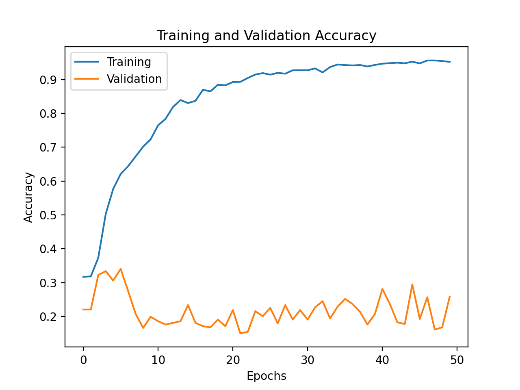 Training and Validation Accuracy
Training
Validation
0.9
0.8
0.7
0.6
0.5
0.4
0.3
0.2
Accuracy
0 10 20 30 40 50
Epochs